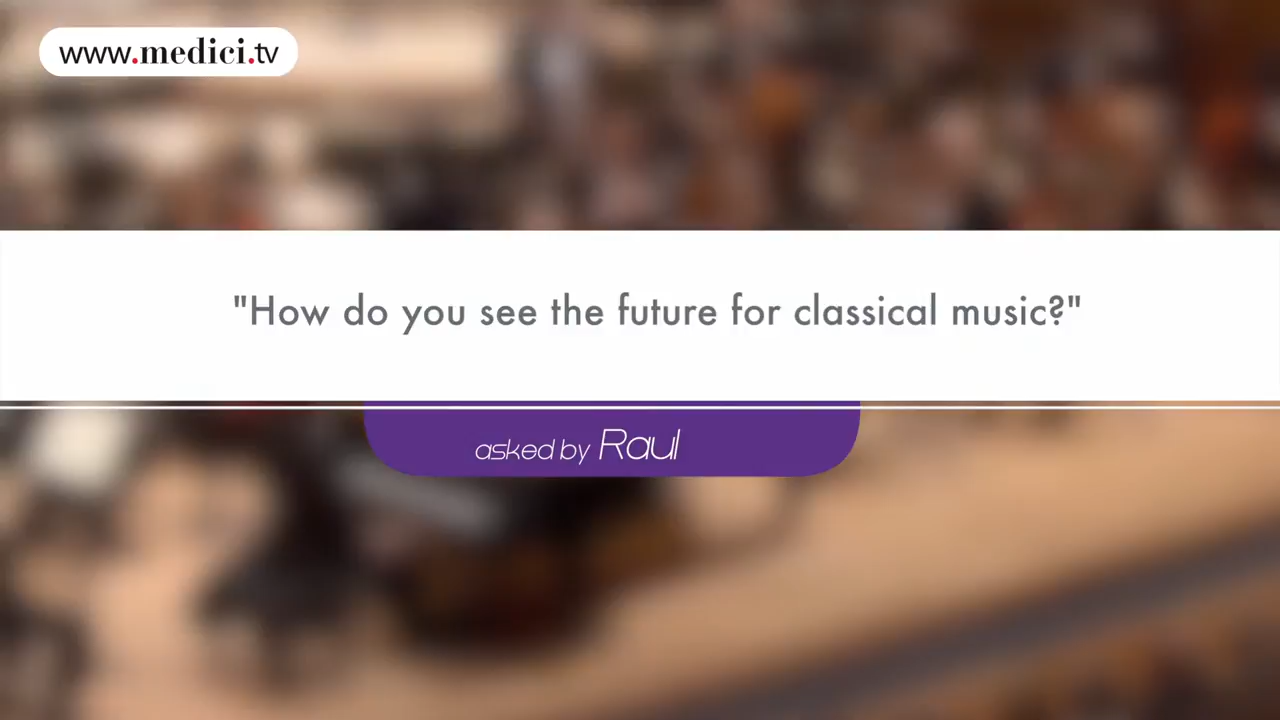 www.medici.tv
"How do you see the future for classical music?"
asked by Raul